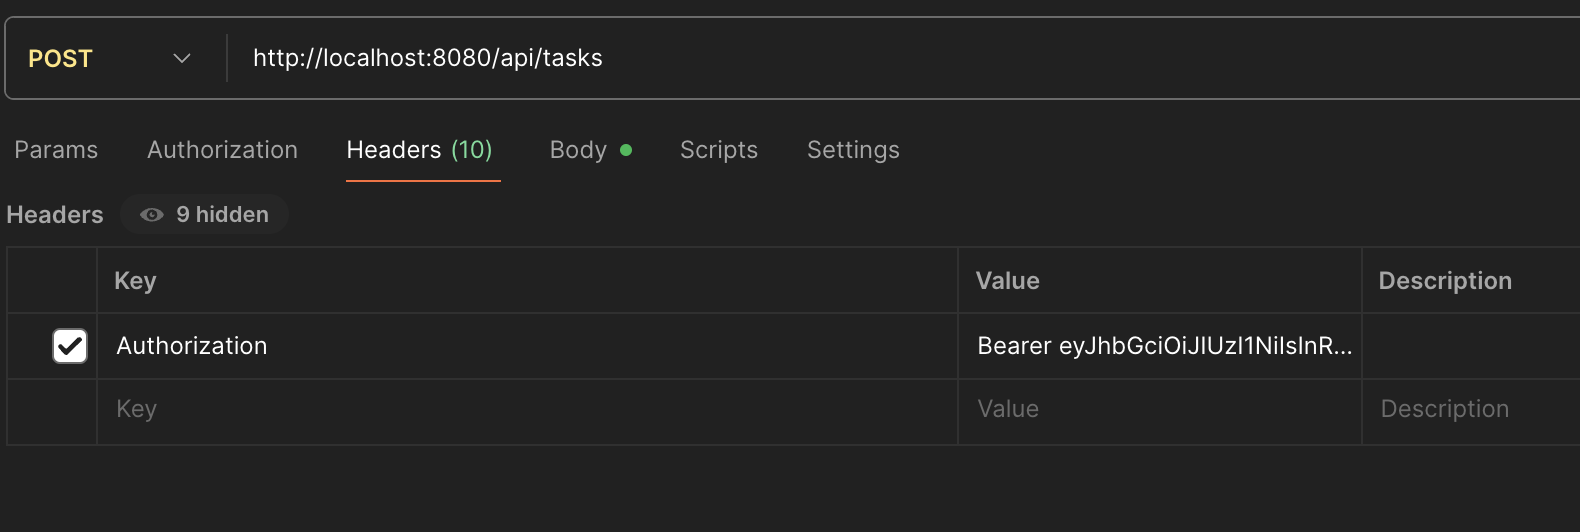 POST http://localhost:8080/api/tasks
Params Authorization Headers (10) Body Scripts Settings
Headers 9 hidden
Key Value Description
Authorization Bearer eyJhbGciOiJIUzI1NiIsInR...
Key Value Description